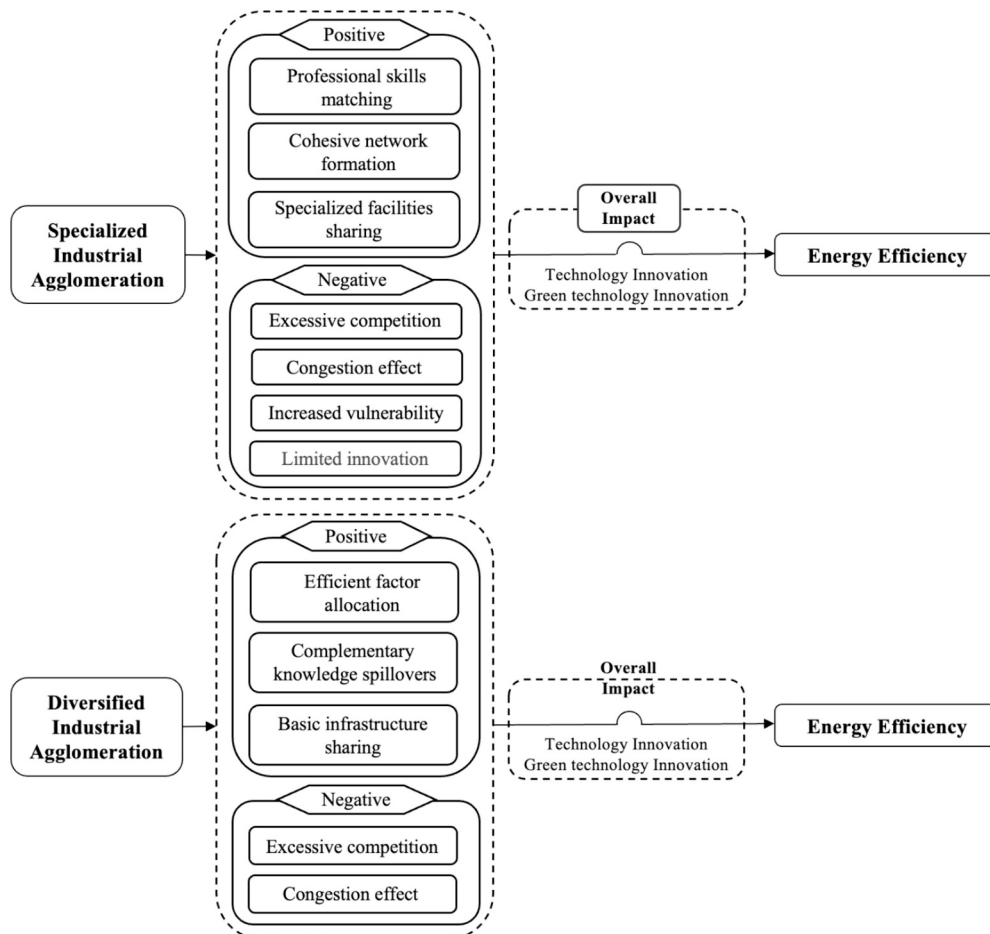 Positive
Professional skills
matching
Cohesive network
formation
Specialized facilities
sharing
Specialized
Industrial
Agglomeration
Negative
Excessive competition
Congestion effect
Increased vulnerability
Limited innovation
Overall
Impact
Technology Innovation
Green technology Innovation
Energy Efficiency
Positive
Efficient factor
allocation
Complementary
knowledge spillovers
Basic infrastructure
sharing
Diversified
Industrial
Agglomeration
Negative
Excessive competition
Congestion effect
Overall
Impact
Technology Innovation
Green technology Innovation
Energy Efficiency